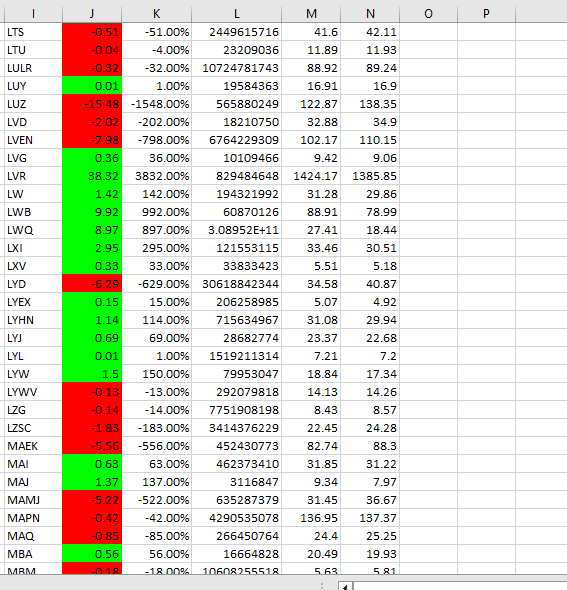 I J K L M N O P
LTS -0.51 -51.00% 2449615716 41.6 42.11
LTU -0.04 -4.00% 23209036 11.89 11.93
LULR -0.32 -32.00% 10724781743 88.92 89.24
LUY 0.01 1.00% 19584363 16.91 16.9
LUZ -15.48 -1548.00% 565880249 122.87 138.35
LVD -2.02 -202.00% 18210750 32.88 34.9
LVEN -7.98 -798.00% 6764229309 102.17 110.15
LVG 0.36 36.00% 10109466 9.42 9.06
LVR 38.32 3832.00% 829484648 1424.17 1385.85
LW 1.42 142.00% 194321992 31.28 29.86
LWB 9.92 992.00% 60870126 88.91 78.99
LWQ 8.97 897.00% 3.08952E+11 27.41 18.44
LXI 2.95 295.00% 121553115 33.46 30.51
LXV 0.33 33.00% 33833423 5.51 5.18
LYD -6.29 -629.00% 30618842344 34.58 40.87
LYEX 0.15 15.00% 206258985 5.07 4.92
LYHN 1.14 114.00% 715634967 31.08 29.94
LYJ 0.69 69.00% 28682774 23.37 22.68
LYL 0.01 1.00% 1519211314 7.21 7.2
LYW 1.5 150.00% 79953047 18.84 17.34
LYWV -0.13 -13.00% 292079818 14.13 14.26
LZG -0.14 -14.00% 7751908198 8.43 8.57
LZSC -1.83 -183.00% 3414376229 22.45 24.28
MAEK -5.56 -556.00% 452430773 82.74 88.3
MAI 0.63 63.00% 462373410 31.85 31.22
MAJ 1.37 137.00% 3116847 9.34 7.97
MAMJ -5.22 -522.00% 635287379 31.45 36.67
MAPN -0.42 -42.00% 4290535078 136.95 137.37
MAQ -0.85 -85.00% 266450764 24.4 25.25
MBA 0.56 56.00% 16664828 20.49 19.93
MBM -0.18 -18.00% 10608255518 5.63 5.81